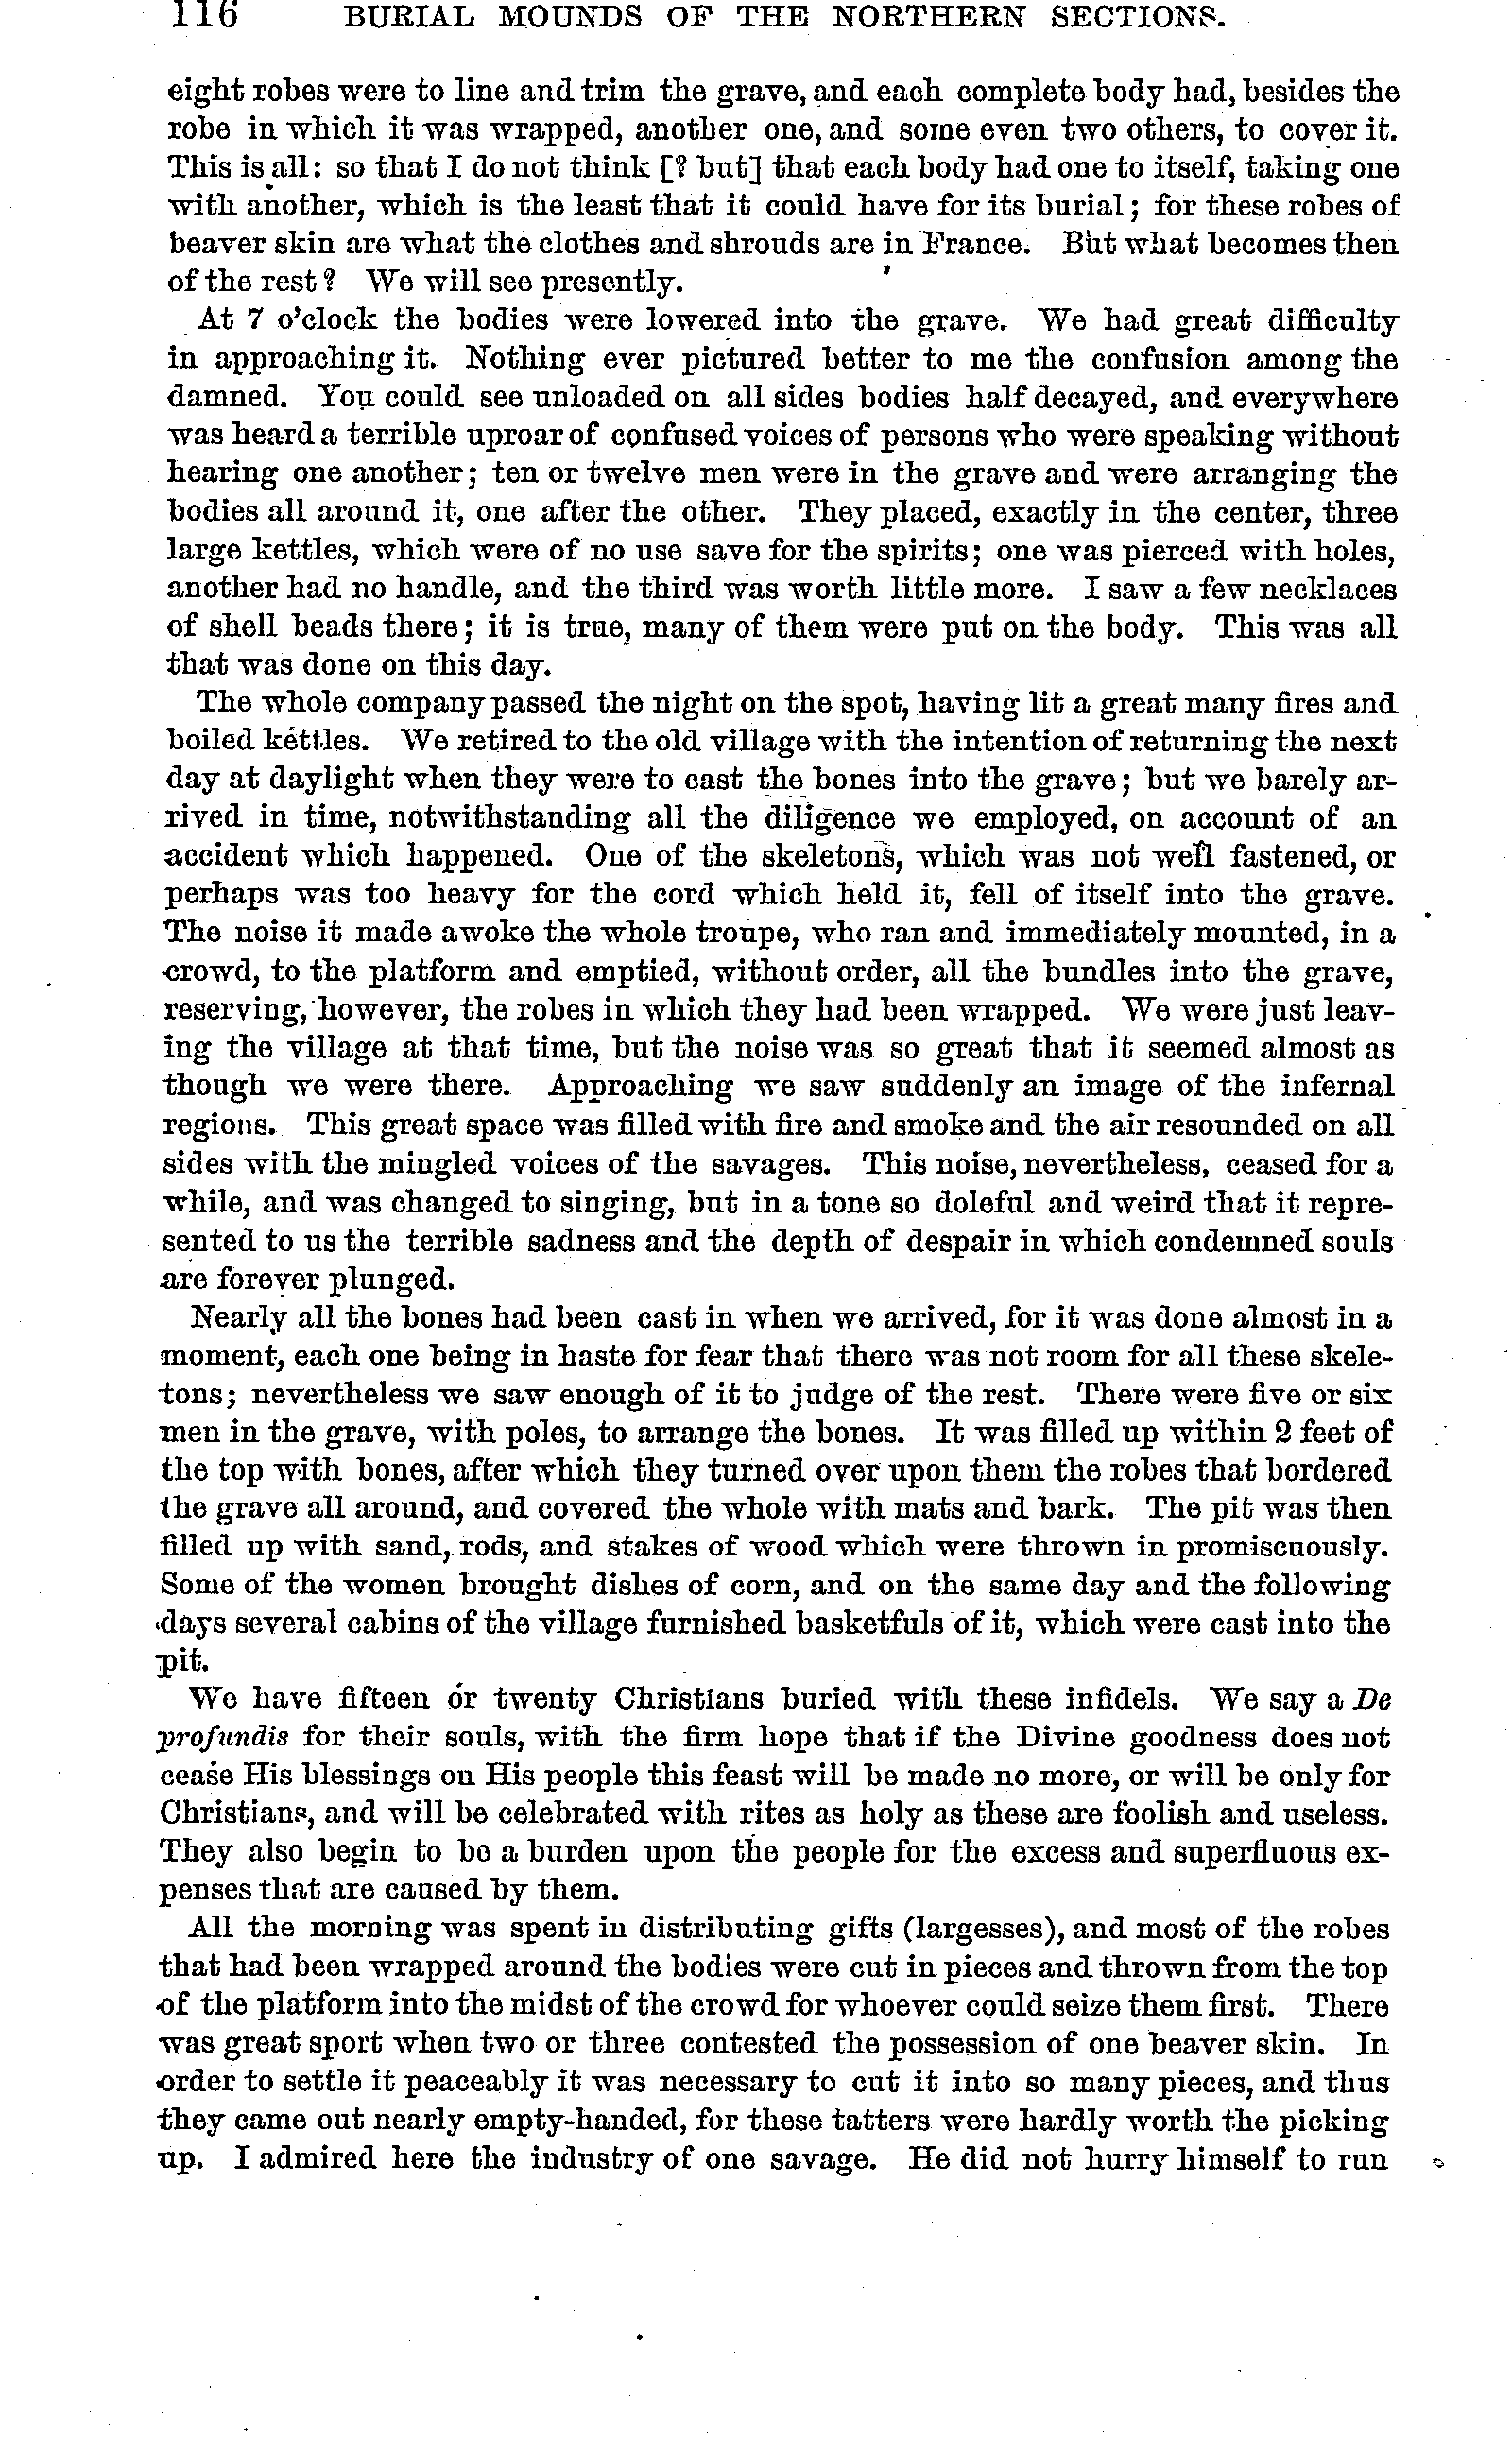 116 BURIAL MOUNDS OF THE NORTHERN SECTIONS.
eight robes were to line and trim the grave, and each complete body had, besides the
robe in which it was wrapped, another one, and some even two others, to cover it.
This is all: so that I do not think [? but] that each body had one to itself, taking one
with another, which is the least that it could have for its burial; for these robes of
beaver skin are what the clothes and shrouds are in France. But what becomes then
of the rest? We will see presently.
At 7 o'clock the bodies were lowered into the grave. We had great difficulty
in approaching it. Nothing ever pictured better to me the confusion among the
damned. You could see unloaded on all sides bodies half decayed, and everywhere
was heard a terrible uproar of confused voices of persons who were speaking without
hearing one another; ten or twelve men were in the grave and were arranging the
bodies all around it, one after the other. They placed, exactly in the center, three
large kettles, which were of no use save for the spirits; one was pierced with holes,
another had no handle, and the third was worth little more. I saw a few necklaces
of shell beads there; it is true, many of them were put on the body. This was all
that was done on this day.
The whole company passed the night on the spot, having lit a great many fires and
boiled kettles. We retired to the old village with the intention of returning the next
day at daylight when they were to cast the bones into the grave; but we barely ar-
rived in time, notwithstanding all the diligence we employed, on account of an
accident which happened. One of the skeletons, which was not well fastened, or
perhaps was too heavy for the cord which held it, fell of itself into the grave.
The noise it made awoke the whole troupe, who ran and immediately mounted, in a
crowd, to the platform and emptied, without order, all the bundles into the grave,
reserving, however, the robes in which they had been wrapped. We were just leav-
ing the village at that time, but the noise was so great that it seemed almost as
though we were there. Approaching we saw suddenly an image of the infernal
regions. This great space was filled with fire and smoke and the air resounded on all
sides with the mingled voices of the savages. This noise, nevertheless, ceased for a
while, and was changed to singing, but in a tone so doleful and weird that it repre-
sented to us the terrible sadness and the depth of despair in which condemned souls
are forever plunged.
Nearly all the bones had been cast in when we arrived, for it was done almost in a
moment, each one being in haste for fear that there was not room for all these skele-
tons; nevertheless we saw enough of it to judge of the rest. There were five or six
men in the grave, with poles, to arrange the bones. It was filled up within 2 feet of
the top with bones, after which they turned over upon them the robes that bordered
the grave all around, and covered the whole with mats and bark. The pit was then
filled up with sand, rods, and stakes of wood which were thrown in promiscuously.
Some of the women brought dishes of corn, and on the same day and the following
days several cabins of the village furnished basketfuls of it, which were cast into the
pit.
We have fifteen or twenty Christians buried with these infidels. We say a De
profundis for their souls, with the firm hope that if the Divine goodness does not
cease His blessings on His people this feast will be made no more, or will be only for
Christians, and will be celebrated with rites as holy as these are foolish and useless.
They also begin to be a burden upon the people for the excess and superfluous ex-
penses that are caused by them.
All the morning was spent in distributing gifts (largesses), and most of the robes
that had been wrapped around the bodies were cut in pieces and thrown from the top
of the platform into the midst of the crowd for whoever could seize them first. There
was great sport when two or three contested the possession of one beaver skin. In
order to settle it peaceably it was necessary to cut it into so many pieces, and thus
they came out nearly empty-handed, for these tatters were hardly worth the picking
up. I admired here the industry of one savage. He did not hurry himself to run